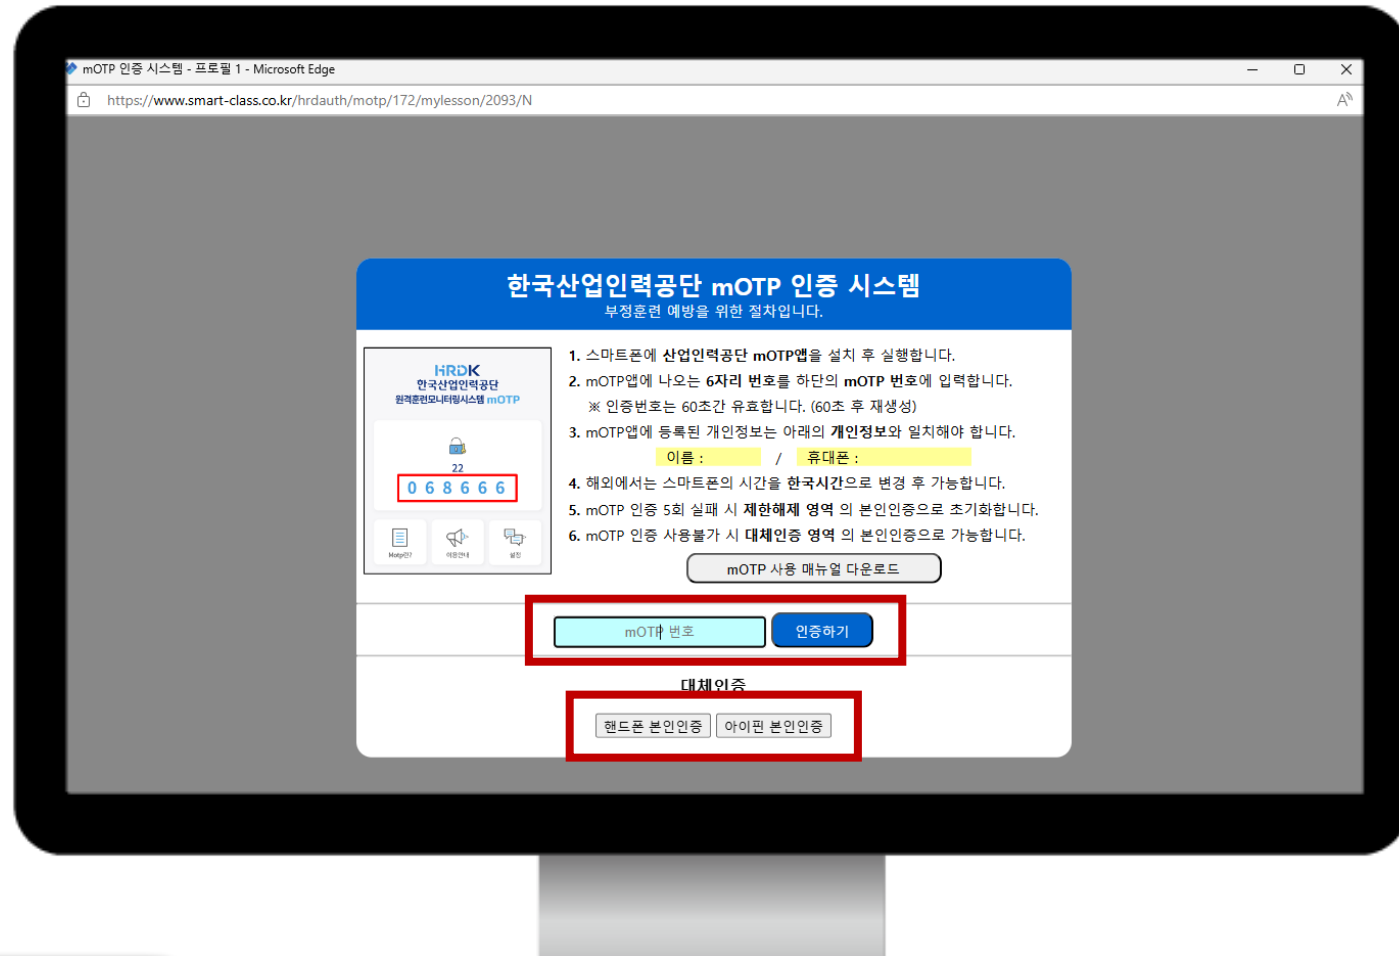 mOTP 인증 시스템 - 프로필 1 - Microsoft Edge
https://www.smart-class.co.kr/hrdauth/motp/172/mylesson/2093/N
한국산업인력공단 mOTP 인증 시스템
부정훈련 예방을 위한 절차입니다.
HRDK
한국산업인력공단
원격훈련모니터링시스템 mOTP
22
068666
Motp란? 이용안내 설정
1. 스마트폰에 산업인력공단 mOTP앱을 설치 후 실행합니다.
2. mOTP앱에 나오는 6자리 번호를 하단의 mOTP 번호에 입력합니다.
※ 인증번호는 60초간 유효합니다. (60초 후 재생성)
3. mOTP앱에 등록된 개인정보는 아래의 개인정보와 일치해야 합니다.
이름 : / 휴대폰 :
4. 해외에서는 스마트폰의 시간을 한국시간으로 변경 후 가능합니다.
5. mOTP 인증 5회 실패 시 제한해제 영역 의 본인인증으로 초기화합니다.
6. mOTP 인증 사용불가 시 대체인증 영역 의 본인인증으로 가능합니다.
mOTP 사용 매뉴얼 다운로드
mOTP 번호 인증하기
대체인증
핸드폰 본인인증 아이핀 본인인증